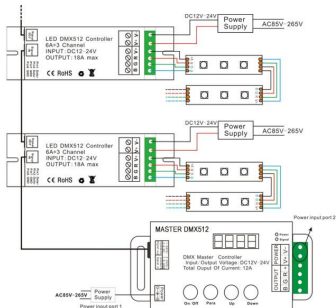 DC12V-24V
Power Supply
AC85V-265V
LED DMX512 Controller
6A×3 Channel
INPUT:DC12-24V
OUTPUT:18A max
CE RoHS
B G R V+ V- V+
DC12V-24V
Power Supply
AC85V-265V
LED DMX512 Controller
6A×3 Channel
INPUT:DC12-24V
OUTPUT:18A max
CE RoHS
B G R V+ V- V+
Power input port 2
MASTER DMX512
Power
Signal
DMX Master Controller
Input/Output Voltage:DC12V-24V
Total Ouput Of Current:12A
OUTPUT POWER
B G R + V+ V-
On Off Para Up Down
AC85V-265V
Power Supply
Power input port 1